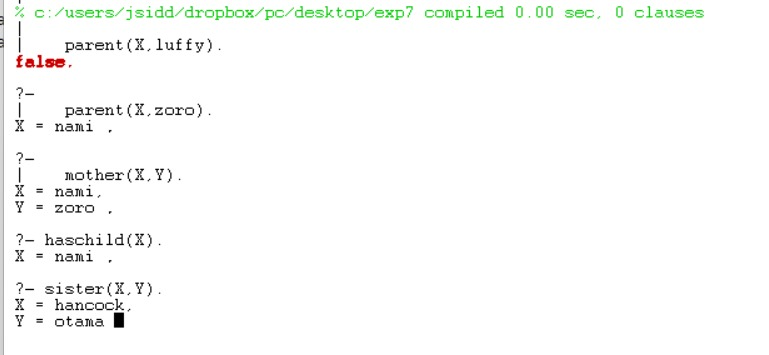 % c:/users/jsidd/dropbox/pc/desktop/exp7 compiled 0.00 sec, 0 clauses
|
|    parent(X,luffy).
false.
?-
|    parent(X,zoro).
X = nami .
?-
|    mother(X,Y).
X = nami,
Y = zoro .
?- haschild(X).
X = nami .
?- sister(X,Y).
X = hancock,
Y = otama